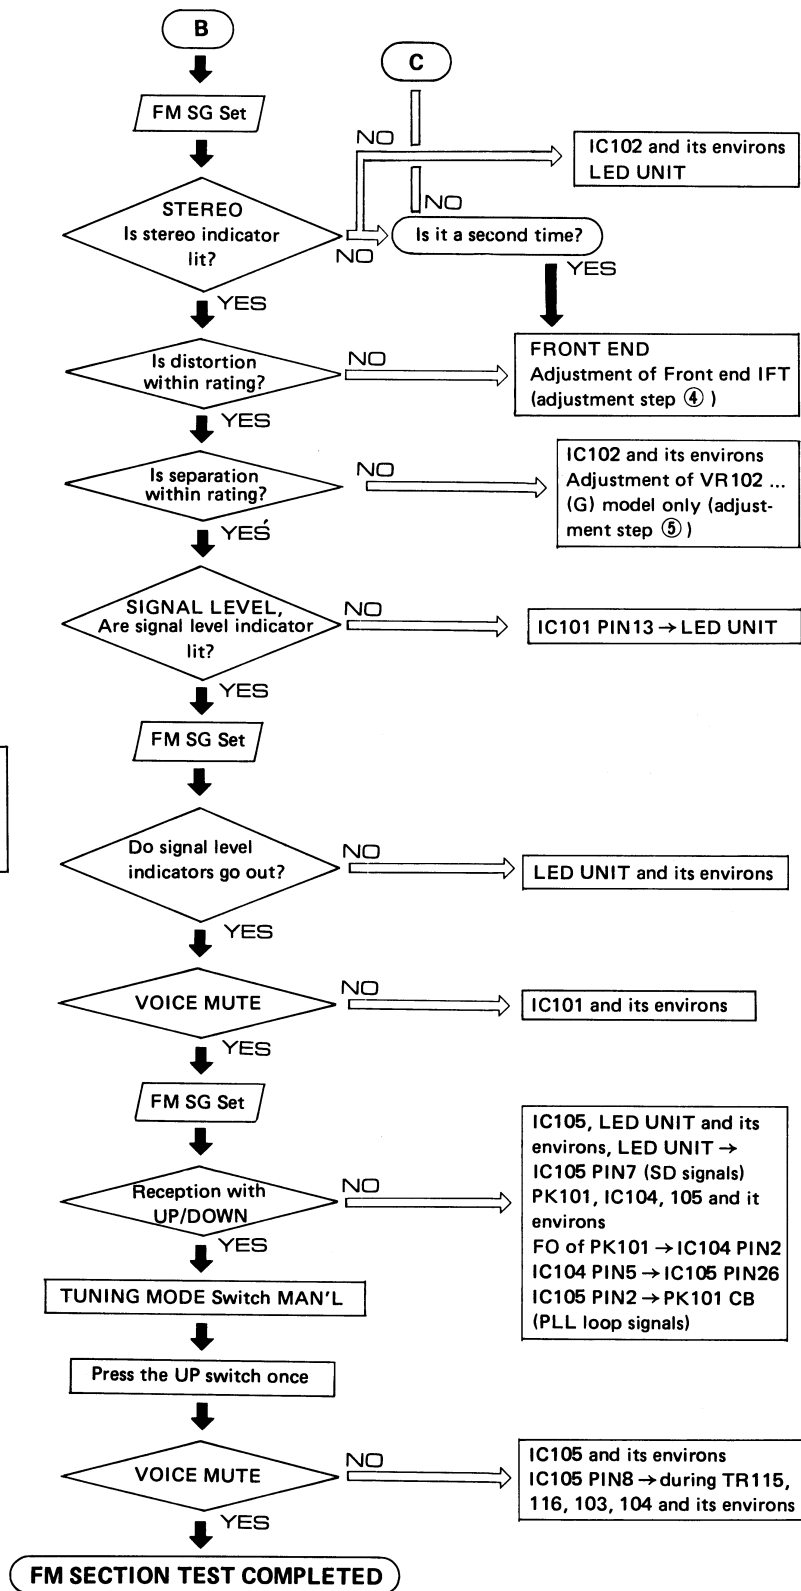 B
C
FM SG Set
NO
IC102 and its environs
LED UNIT
STEREO
Is stereo indicator
lit?
NO
NO
Is it a second time?
YES
YES
Is distortion
within rating?
NO
FRONT END
Adjustment of Front end IFT
(adjustment step ④ )
YES
Is separation
within rating?
NO
IC102 and its environs
Adjustment of VR102 ...
(G) model only (adjust-
ment step ⑤ )
YES
SIGNAL LEVEL,
Are signal level indicator
lit?
NO
IC101 PIN13 → LED UNIT
YES
FM SG Set
Do signal level
indicators go out?
NO
LED UNIT and its environs
YES
VOICE MUTE
NO
IC101 and its environs
YES
FM SG Set
Reception with
UP/DOWN
NO
IC105, LED UNIT and its
environs, LED UNIT →
IC105 PIN7 (SD signals)
PK101, IC104, 105 and it
environs
FO of PK101 → IC104 PIN2
IC104 PIN5 → IC105 PIN26
IC105 PIN2 → PK101 CB
(PLL loop signals)
YES
TUNING MODE Switch MAN'L
Press the UP switch once
VOICE MUTE
NO
IC105 and its environs
IC105 PIN8 → during TR115,
116, 103, 104 and its environs
YES
FM SECTION TEST COMPLETED